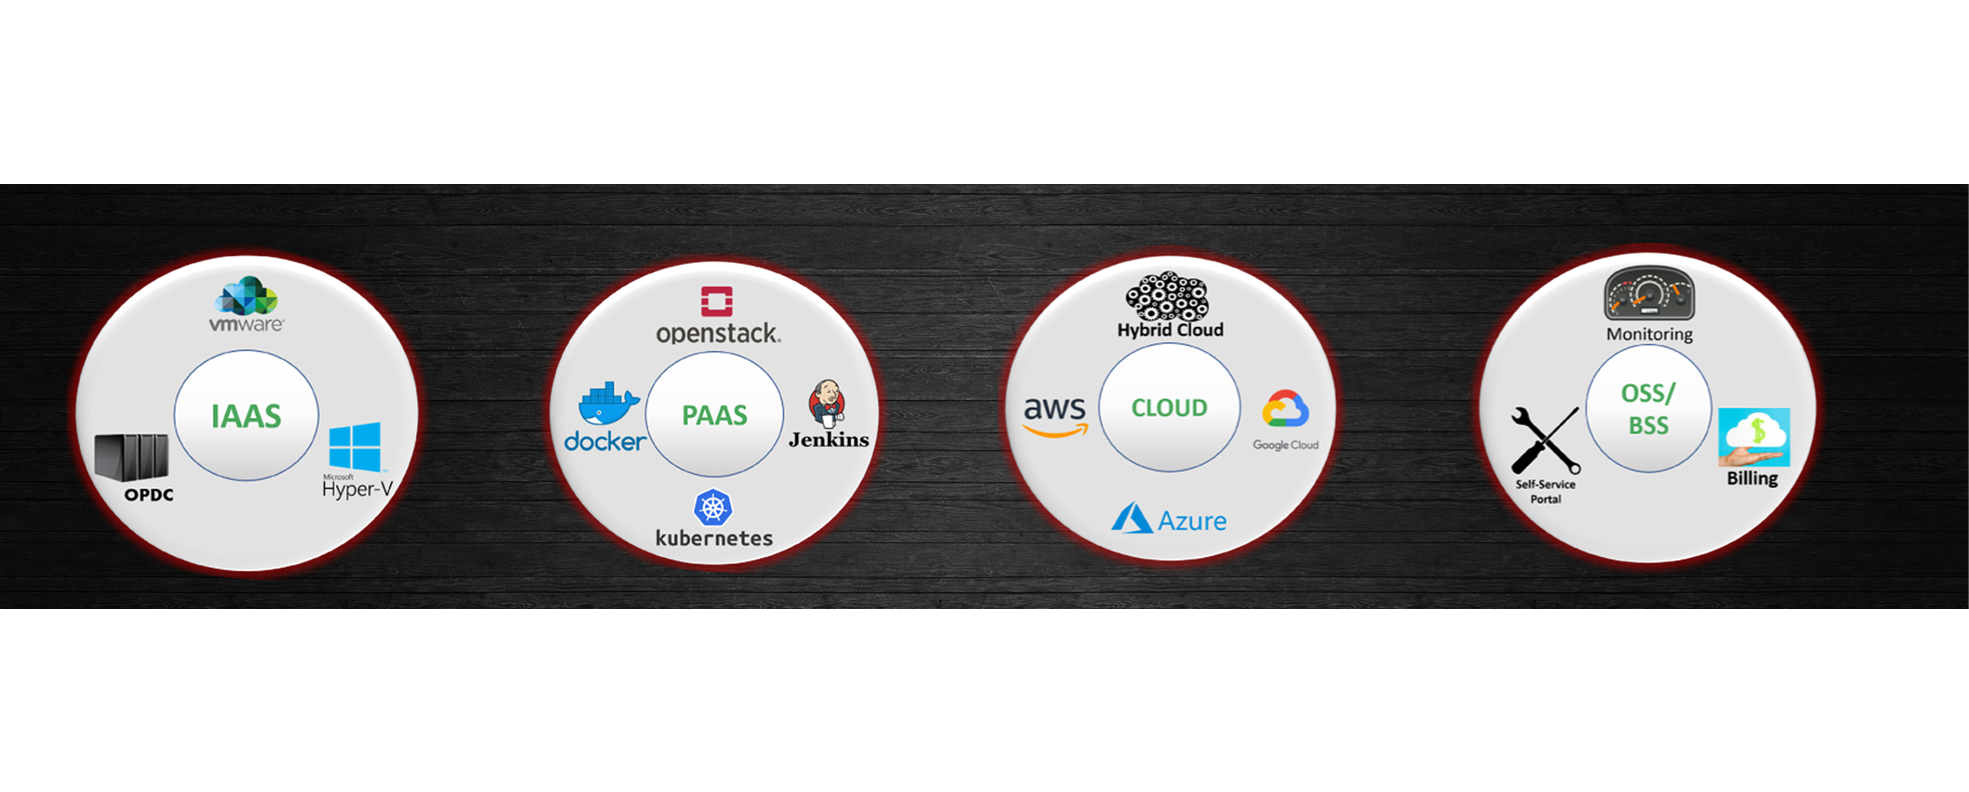 vmware
IAAS
OPDC
Microsoft
Hyper-V
openstack.
docker
PAAS
Jenkins
kubernetes
Hybrid Cloud
aws
CLOUD
Google Cloud
Azure
Monitoring
OSS/
BSS
Self-Service
Portal
$
Billing